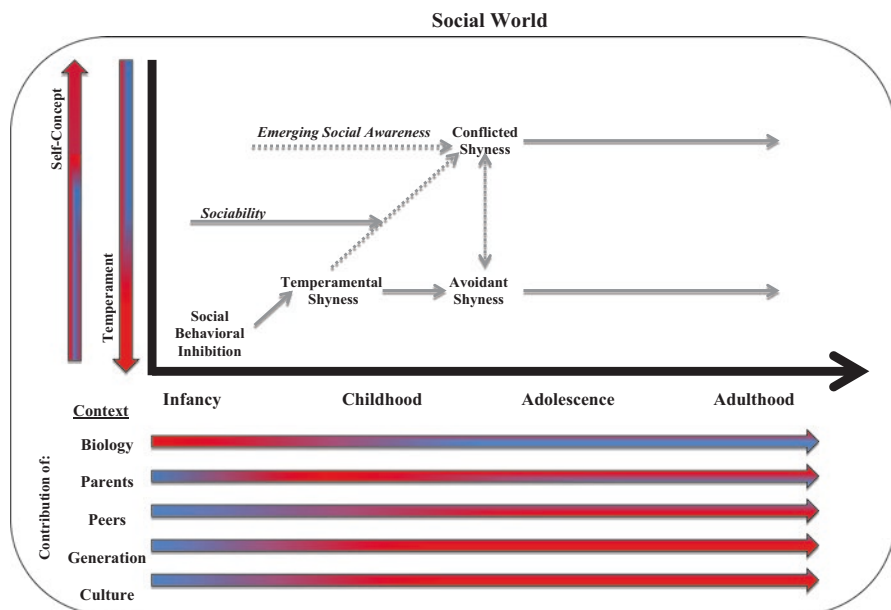 Social World
Self-Concept
Temperament
Emerging Social Awareness
Conflicted
Shyness
Sociability
Temperamental
Shyness
Avoidant
Shyness
Social
Behavioral
Inhibition
Infancy
Childhood
Adolescence
Adulthood
Context
Contribution of:
Biology
Parents
Peers
Generation
Culture